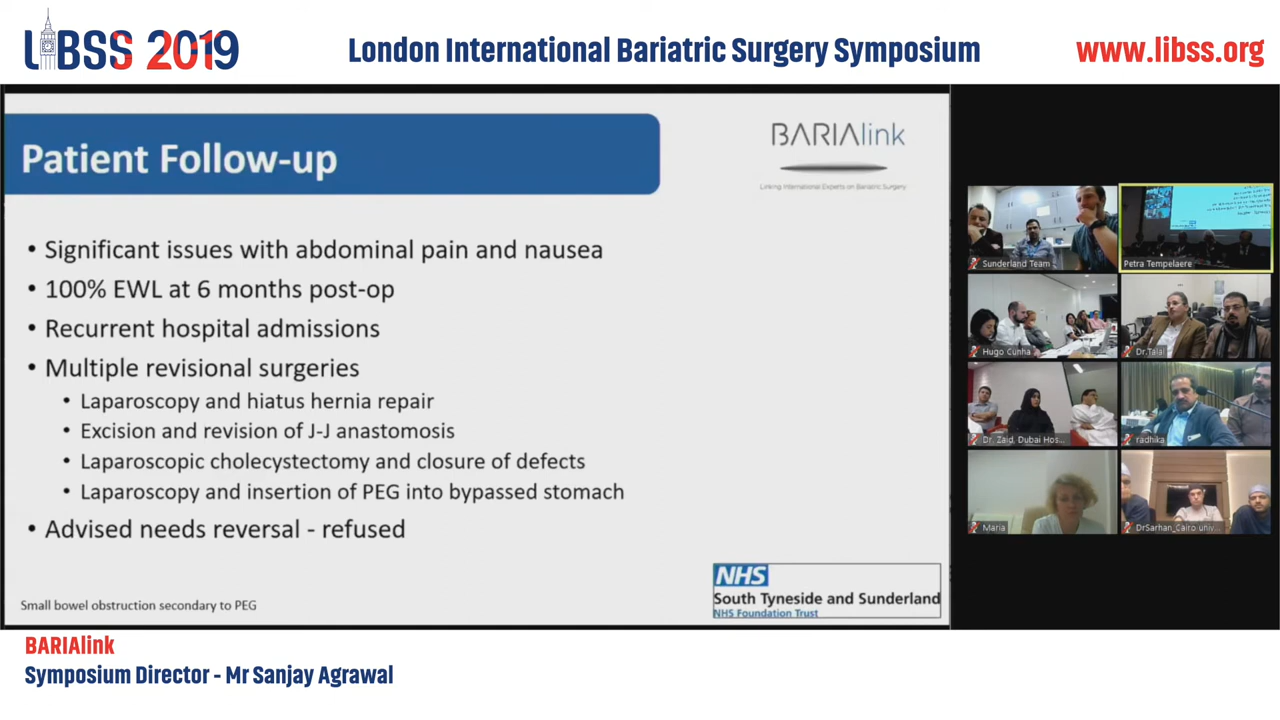 LIBSS 2019
London International Bariatric Surgery Symposium
www.libss.org
Patient Follow-up
BARIAlink
Linking International Experts on Bariatric Surgery
• Significant issues with abdominal pain and nausea
• 100% EWL at 6 months post-op
• Recurrent hospital admissions
• Multiple revisional surgeries
• Laparoscopy and hiatus hernia repair
• Excision and revision of J-J anastomosis
• Laparoscopic cholecystectomy and closure of defects
• Laparoscopy and insertion of PEG into bypassed stomach
• Advised needs reversal - refused
Small bowel obstruction secondary to PEG
NHS
South Tyneside and Sunderland
NHS Foundation Trust
Sunderland Team
Petra Tempelaere
Hugo Cunha
Dr.Talal
Dr. Zaid, Dubai Hos...
radhika
Maria
DrSarhan_Cairo univ...
BARIAlink
Symposium Director - Mr Sanjay Agrawal